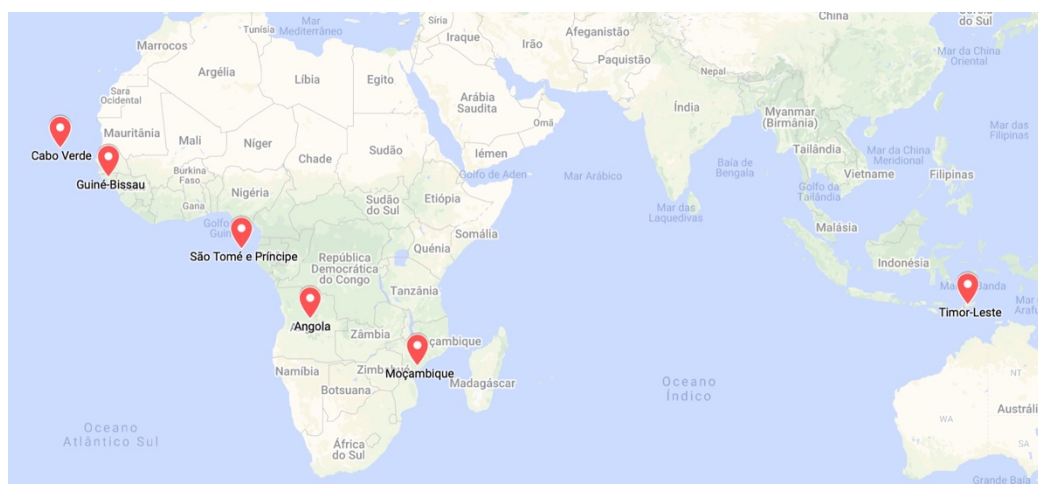 Mar
Mediterrâneo
Tunísia
Marrocos
Argélia
Líbia
Egito
Síria
Iraque
Irão
Afeganistão
Paquistão
Nepal
China
do Sul
Mar da China
Oriental
Sara
Ocidental
Mauritânia
Mali
Níger
Chade
Sudão
Arábia
Saudita
Omã
Iémen
Golfo de Aden
Mar Arábico
Índia
Myanmar
(Birmânia)
Tailândia
Baía de
Bengala
Mar da China
Meridional
Mar das
Filipinas
Vietname
Filipinas
Golfo da
Tailândia
Mar das
Laquedivas
Malásia
Indonésia
Cabo Verde
Guiné-Bissau
Burkina
Faso
Gana
Nigéria
Sudão
do Sul
Etiópia
Somália
Quénia
São Tomé e Príncipe
República
Democrática
do Congo
Tanzânia
Angola
Zâmbia
Moçambique
Madagáscar
Namíbia
Botsuana
África
do Sul
Oceano
Atlântico Sul
Oceano
Índico
Timor-Leste
NT
WA
SA